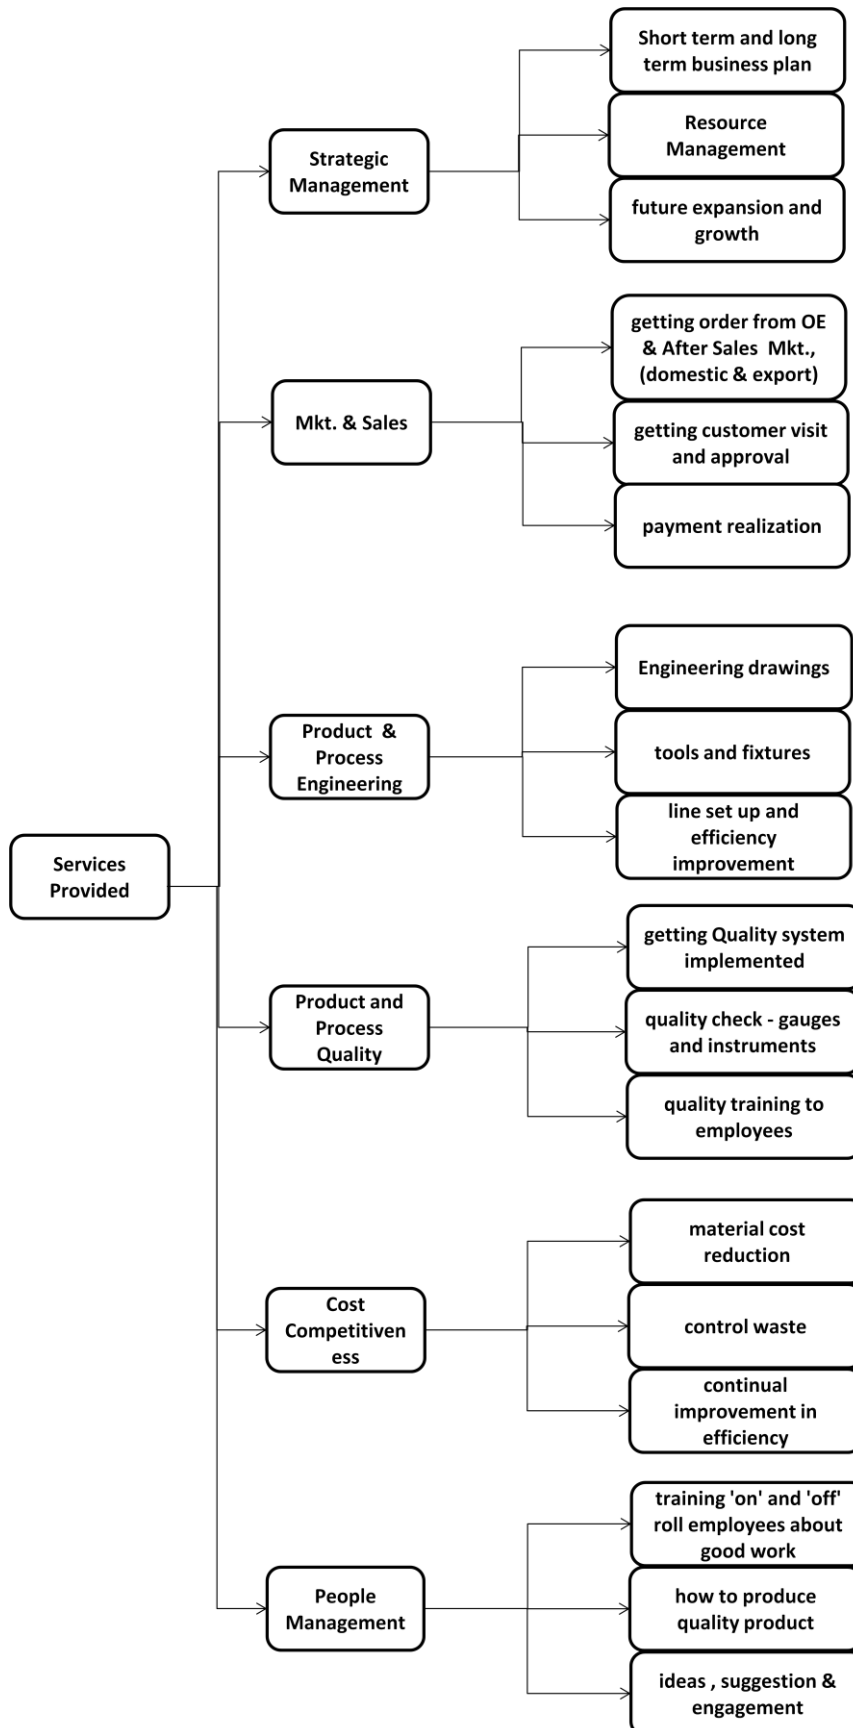 Services
Provided
Strategic
Management
Short term and long
term business plan
Resource
Management
future expansion and
growth
Mkt. & Sales
getting order from OE
& After Sales Mkt.,
(domestic & export)
getting customer visit
and approval
payment realization
Product & 
Process
Engineering
Engineering drawings
tools and fixtures
line set up and
efficiency
improvement
Product and
Process
Quality
getting Quality system
implemented
quality check - gauges
and instruments
quality training to
employees
Cost
Competitiven
ess
material cost
reduction
control waste
continual
improvement in
efficiency
People
Management
training 'on' and 'off'
roll employees about
good work
how to produce
quality product
ideas , suggestion &
engagement